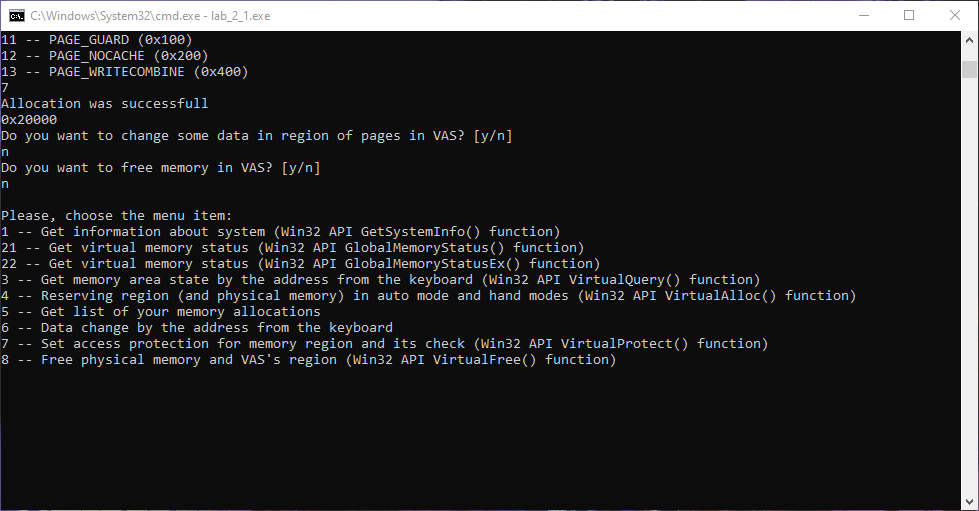 C:\Windows\System32\cmd.exe - lab_2_1.exe
11 -- PAGE_GUARD (0x100)
12 -- PAGE_NOCACHE (0x200)
13 -- PAGE_WRITECOMBINE (0x400)
7
Allocation was successfull
0x20000
Do you want to change some data in region of pages in VAS? [y/n]
n
Do you want to free memory in VAS? [y/n]
n
Please, choose the menu item:
1 -- Get information about system (Win32 API GetSystemInfo() function)
21 -- Get virtual memory status (Win32 API GlobalMemoryStatus() function)
22 -- Get virtual memory status (Win32 API GlobalMemoryStatusEx() function)
3 -- Get memory area state by the address from the keyboard (Win32 API VirtualQuery() function)
4 -- Reserving region (and physical memory) in auto mode and hand modes (Win32 API VirtualAlloc() function)
5 -- Get list of your memory allocations
6 -- Data change by the address from the keyboard
7 -- Set access protection for memory region and its check (Win32 API VirtualProtect() function)
8 -- Free physical memory and VAS's region (Win32 API VirtualFree() function)